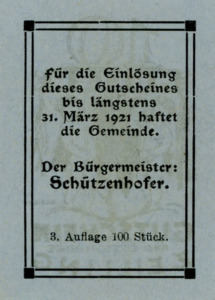 Für die Einlösung
dieses Gutscheines
bis längstens
31. März 1921 haftet
die Gemeinde.
Der Bürgermeister:
Schützenhofer.
3. Auflage 100 Stück.